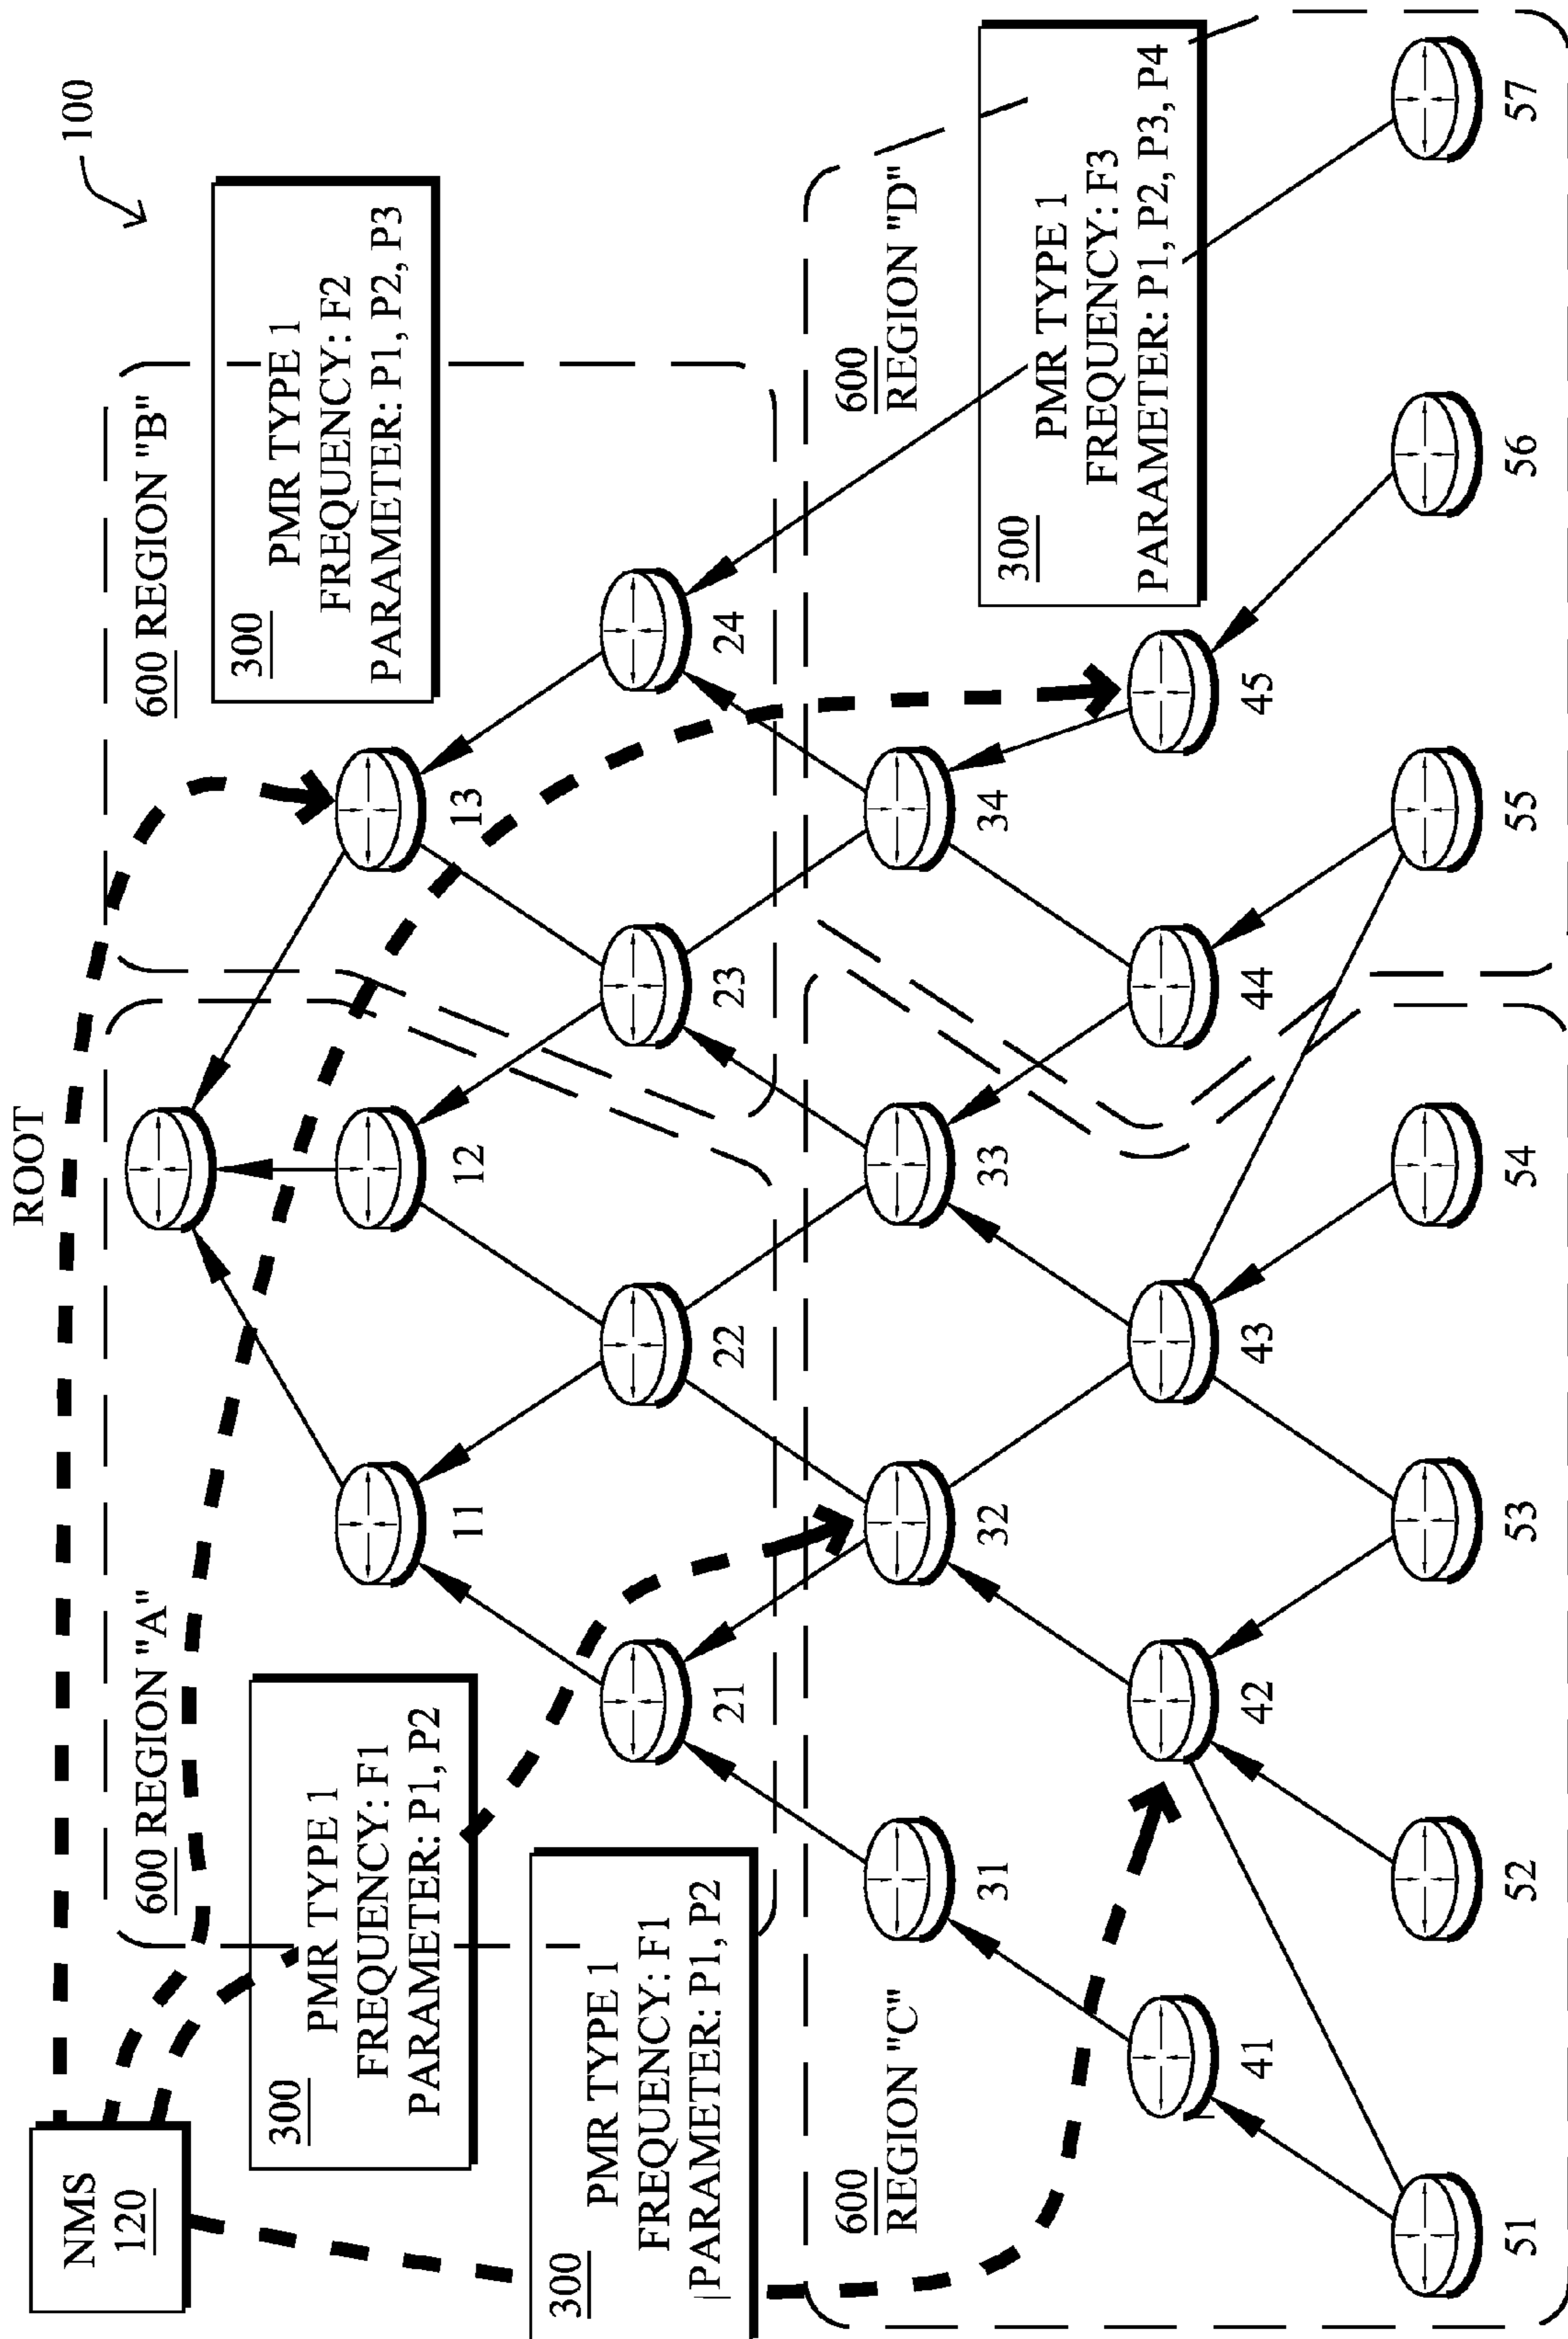 100
ROOT
NMS
120
600 REGION "A"
600 REGION "B"
300
PMR TYPE 1
FREQUENCY: F1
PARAMETER: P1, P2
300
PMR TYPE 1
FREQUENCY: F2
PARAMETER: P1, P2, P3
11
12
13
300
PMR TYPE 1
FREQUENCY: F1
PARAMETER: P1, P2
21
22
23
24
600
REGION "C"
600
REGION "D"
31
32
33
34
300
PMR TYPE 1
FREQUENCY: F3
PARAMETER: P1, P2, P3, P4
41
42
43
44
45
51
52
53
54
55
56
57